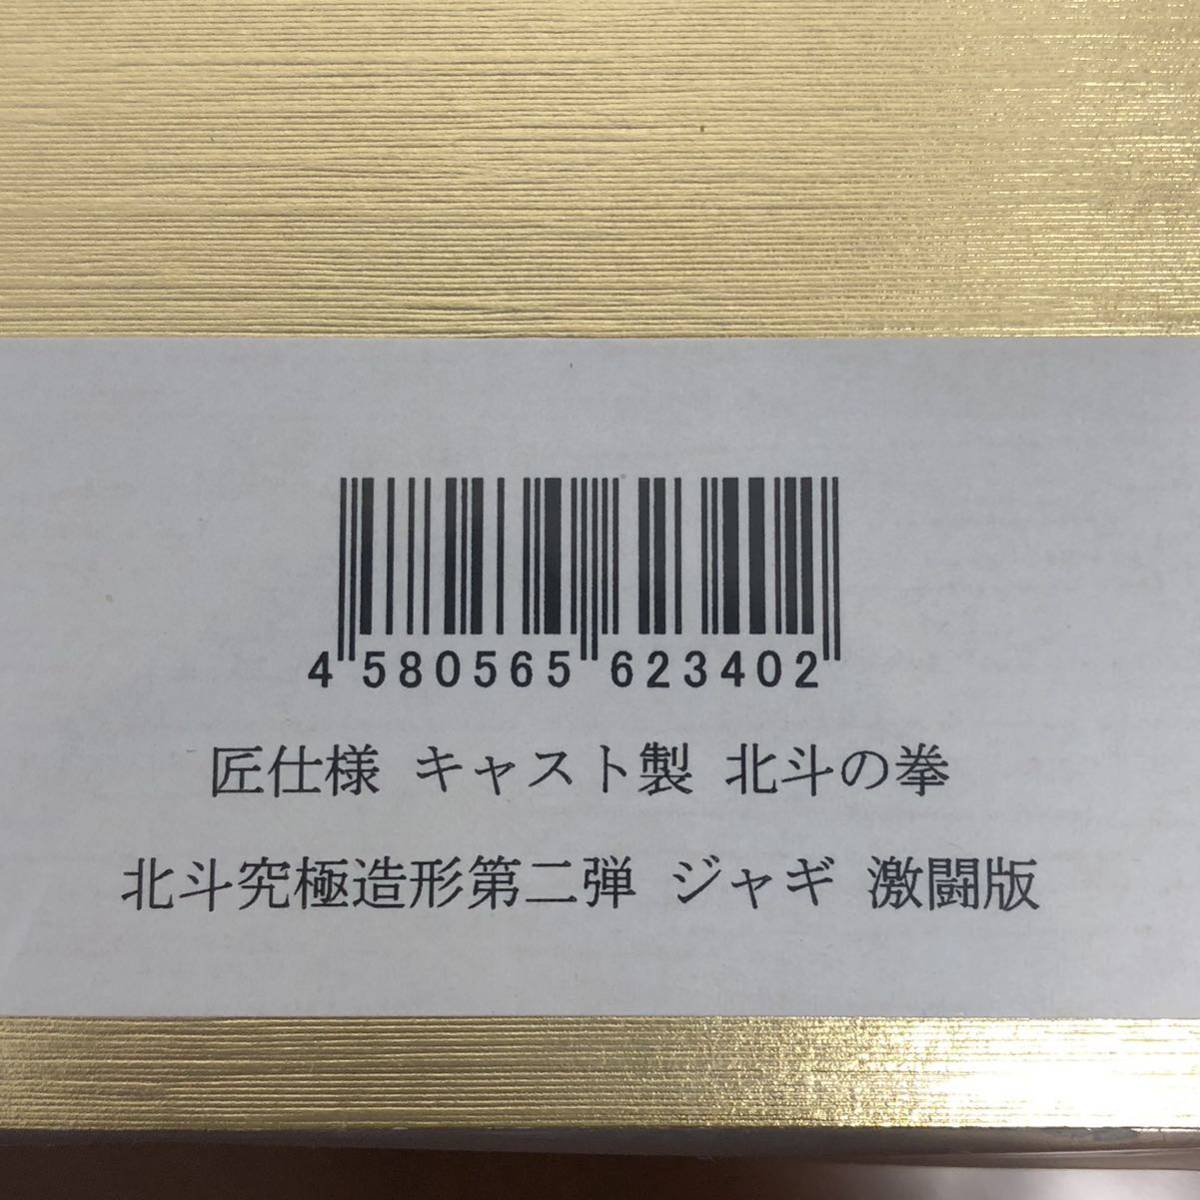 4 580565 623402
匠仕様 キャスト製 北斗の拳
北斗究極造形第二弾 ジャギ 激闘版